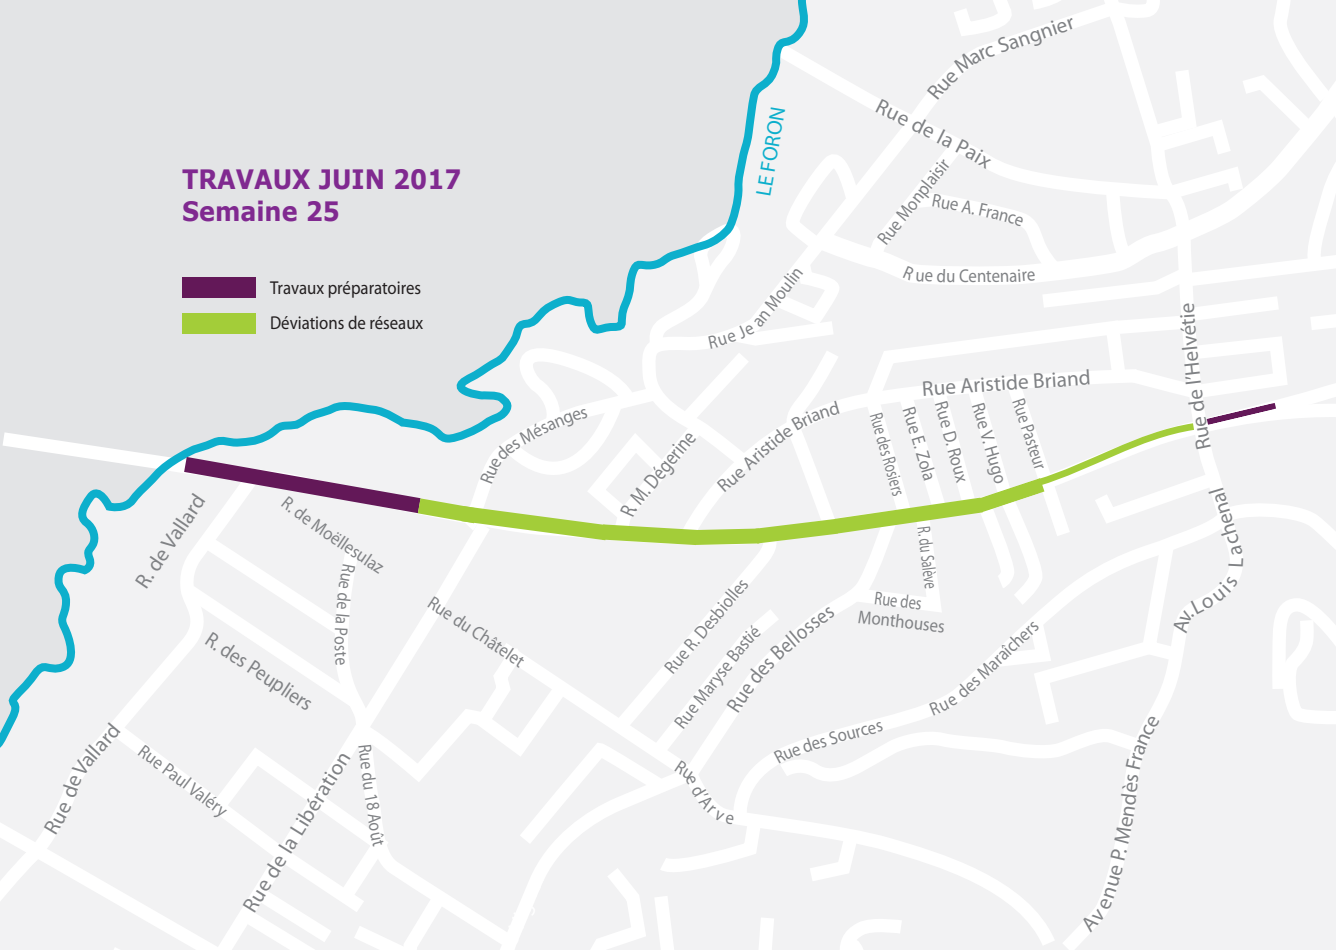 TRAVAUX JUIN 2017
Semaine 25
Travaux préparatoires
Déviations de réseaux
LE FORON
Rue Marc Sangnier
Rue de la Paix
Rue Monplaisir
Rue A. France
Rue du Centenaire
Rue Je an Moulin
Rue de l'Helvétie
Rue Aristide Briand
Rue des Mésanges
Rue Aristide Briand
R. M. Dégerine
Rue des Rosiers
Rue E. Zola
Rue D. Roux
Rue V. Hugo
Rue Pasteur
R. de Vallard
R. de Moëllesulaz
Rue de la Poste
R. des Peupliers
Rue du Châtelet
Rue R. Desbiolles
Rue Maryse Bastié
Rue des Bellosses
R. du Salève
Rue des
Monthouses
Rue des Maraîchers
Av. Louis Lachenal
Rue des Sources
Rue de Vallard
Rue Paul Valéry
Rue de la Libération
Rue du 18 Août
Rue d'Arve
Avenue P. Mendès France